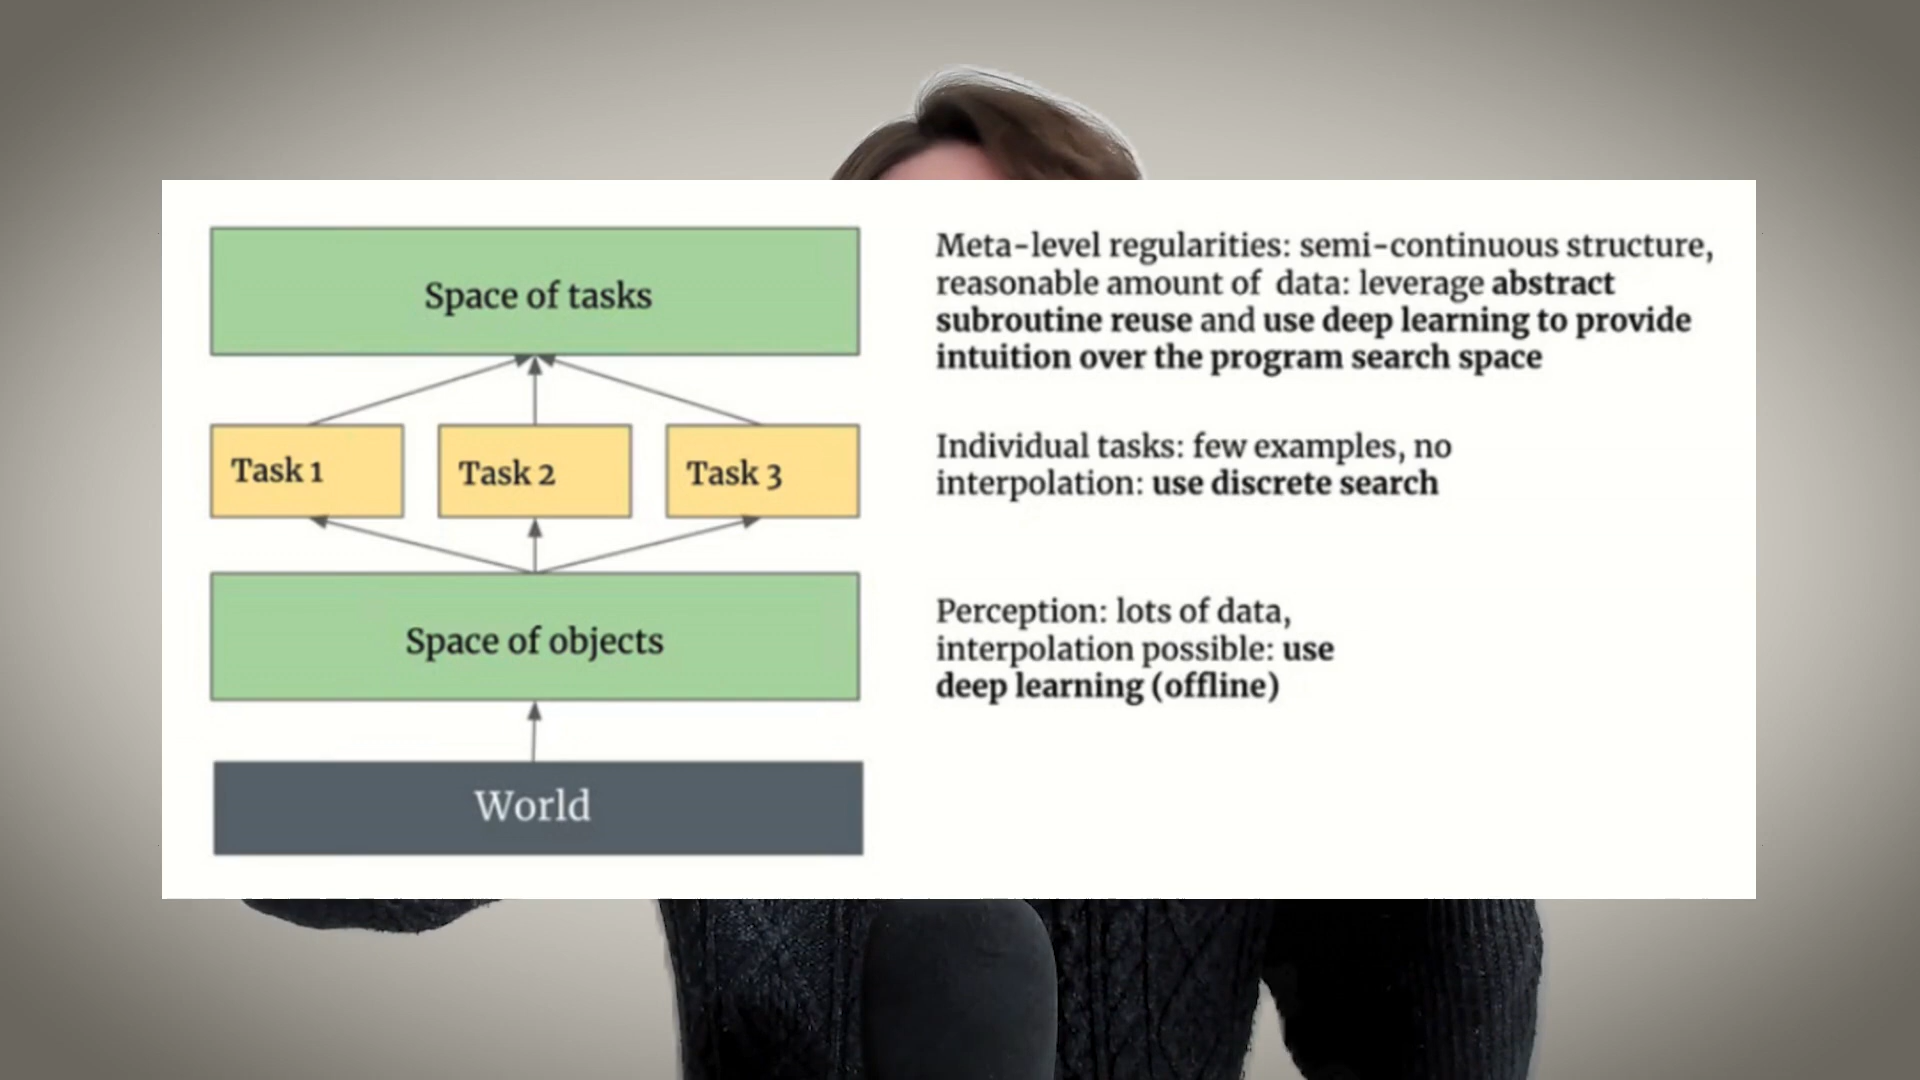 Space of tasks
Meta-level regularities: semi-continuous structure,
reasonable amount of data: leverage abstract
subroutine reuse and use deep learning to provide
intuition over the program search space
Task 1
Task 2
Task 3
Individual tasks: few examples, no
interpolation: use discrete search
Space of objects
Perception: lots of data,
interpolation possible: use
deep learning (offline)
World